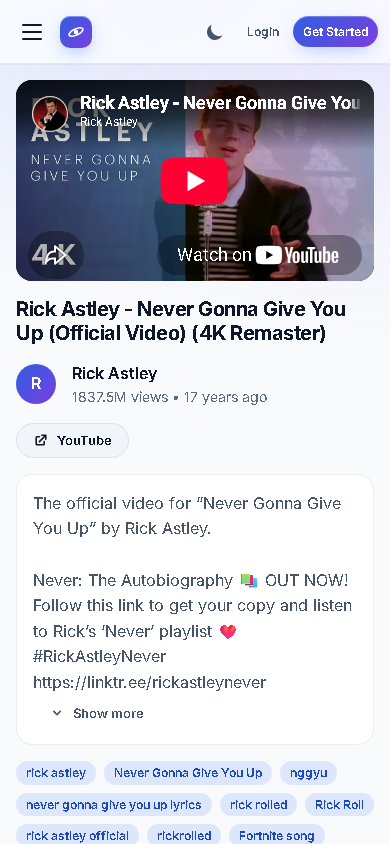 Login
Get Started
Rick Astley - Never Gonna Give You
Rick Astley
ASTLEY
NEVER GONNA
GIVE YOU UP
4K
Watch on YouTube
Rick Astley - Never Gonna Give You
Up (Official Video) (4K Remaster)
R
Rick Astley
1837.5M views • 17 years ago
YouTube
The official video for “Never Gonna Give
You Up” by Rick Astley.
Never: The Autobiography 📚 OUT NOW!
Follow this link to get your copy and listen
to Rick’s ‘Never’ playlist ❤️
#RickAstleyNever
https://linktr.ee/rickastleynever
Show more
rick astley
Never Gonna Give You Up
nggyu
never gonna give you up lyrics
rick rolled
Rick Roll
rick astley official
rickrolled
Fortnite song